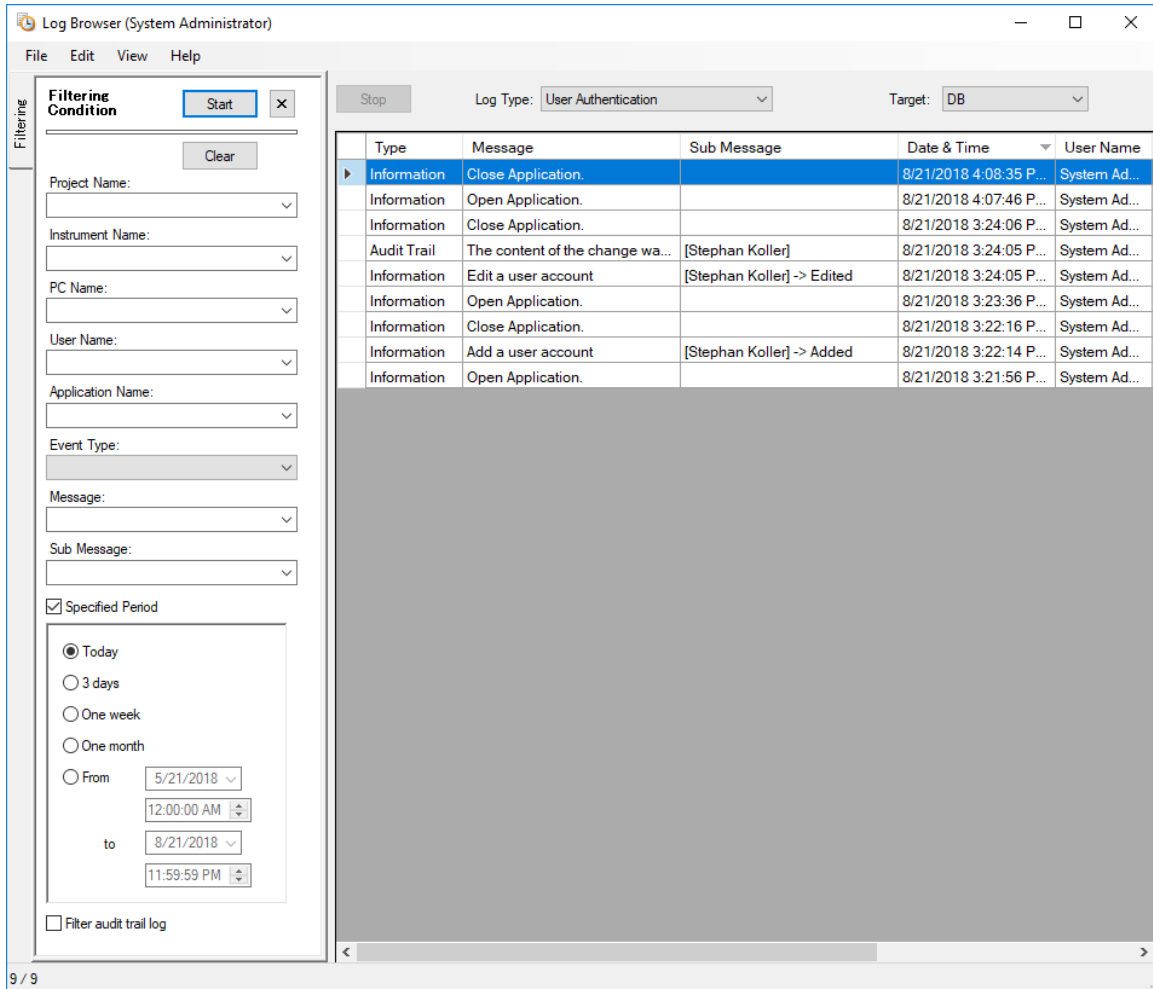 Log Browser (System Administrator)
File Edit View Help
Filtering
Filtering Condition
Start
Clear
Project Name:
Instrument Name:
PC Name:
User Name:
Application Name:
Event Type:
Message:
Sub Message:
Specified Period
Today
3 days
One week
One month
From 5/21/2018
12:00:00 AM
to 8/21/2018
11:59:59 PM
Filter audit trail log
Stop Log Type: User Authentication Target: DB
Type Message Sub Message Date & Time User Name
Information Close Application. 8/21/2018 4:08:35 P... System Ad...
Information Open Application. 8/21/2018 4:07:46 P... System Ad...
Information Close Application. 8/21/2018 3:24:06 P... System Ad...
Audit Trail The content of the change wa... [Stephan Koller] 8/21/2018 3:24:05 P... System Ad...
Information Edit a user account [Stephan Koller] -> Edited 8/21/2018 3:24:05 P... System Ad...
Information Open Application. 8/21/2018 3:23:36 P... System Ad...
Information Close Application. 8/21/2018 3:22:16 P... System Ad...
Information Add a user account [Stephan Koller] -> Added 8/21/2018 3:22:14 P... System Ad...
Information Open Application. 8/21/2018 3:21:56 P... System Ad...
9 / 9